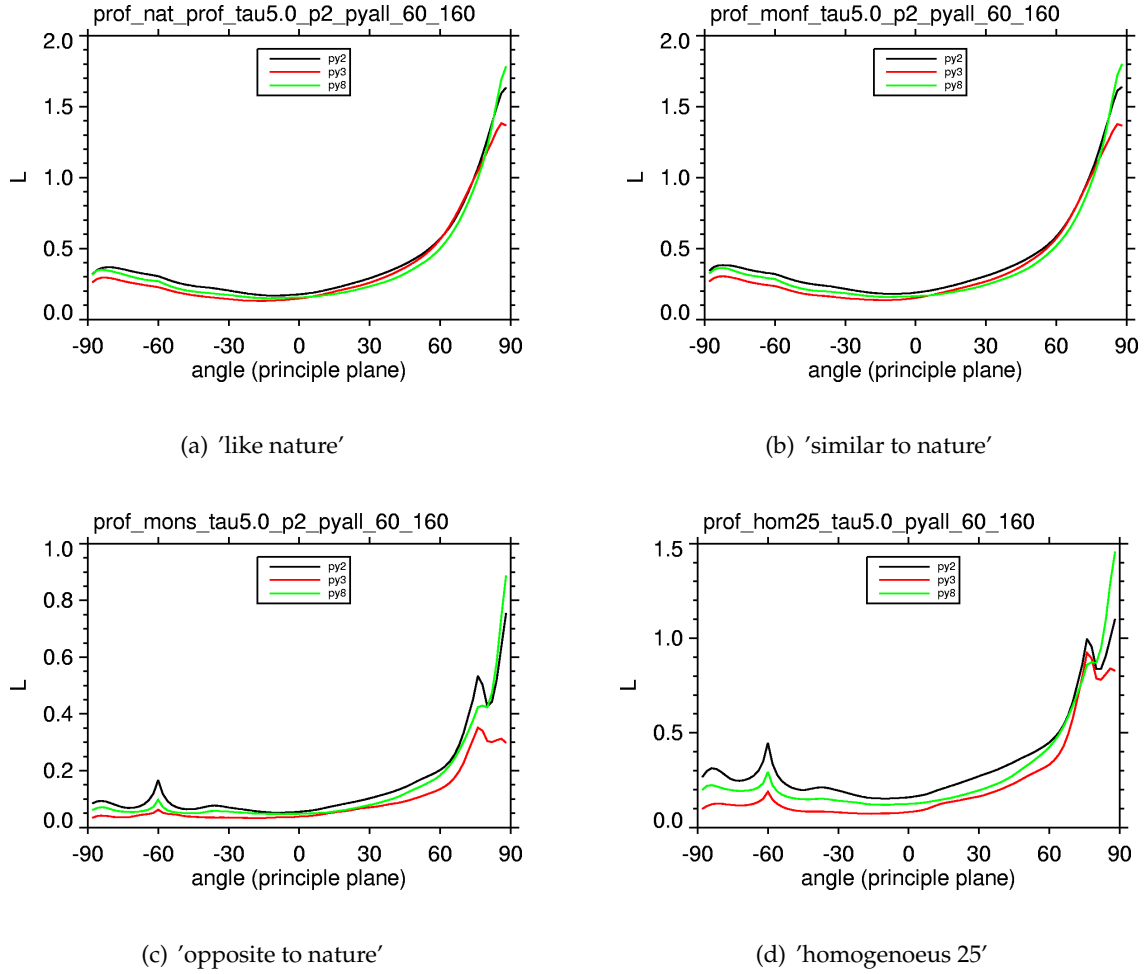 prof_nat_prof_tau5.0_p2_pyall_60_160
2.0
1.5
1.0
0.5
0.0
L
py2
py3
py8
-90 -60 -30 0 30 60 90
angle (principle plane)
(a) 'like nature'
prof_monf_tau5.0_p2_pyall_60_160
2.0
1.5
1.0
0.5
0.0
L
py2
py3
py8
-90 -60 -30 0 30 60 90
angle (principle plane)
(b) 'similar to nature'
prof_mons_tau5.0_p2_pyall_60_160
1.0
0.8
0.6
0.4
0.2
0.0
L
py2
py3
py8
-90 -60 -30 0 30 60 90
angle (principle plane)
(c) 'opposite to nature'
prof_hom25_tau5.0_pyall_60_160
1.5
1.0
0.5
0.0
L
py2
py3
py8
-90 -60 -30 0 30 60 90
angle (principle plane)
(d) 'homogenoeus 25'